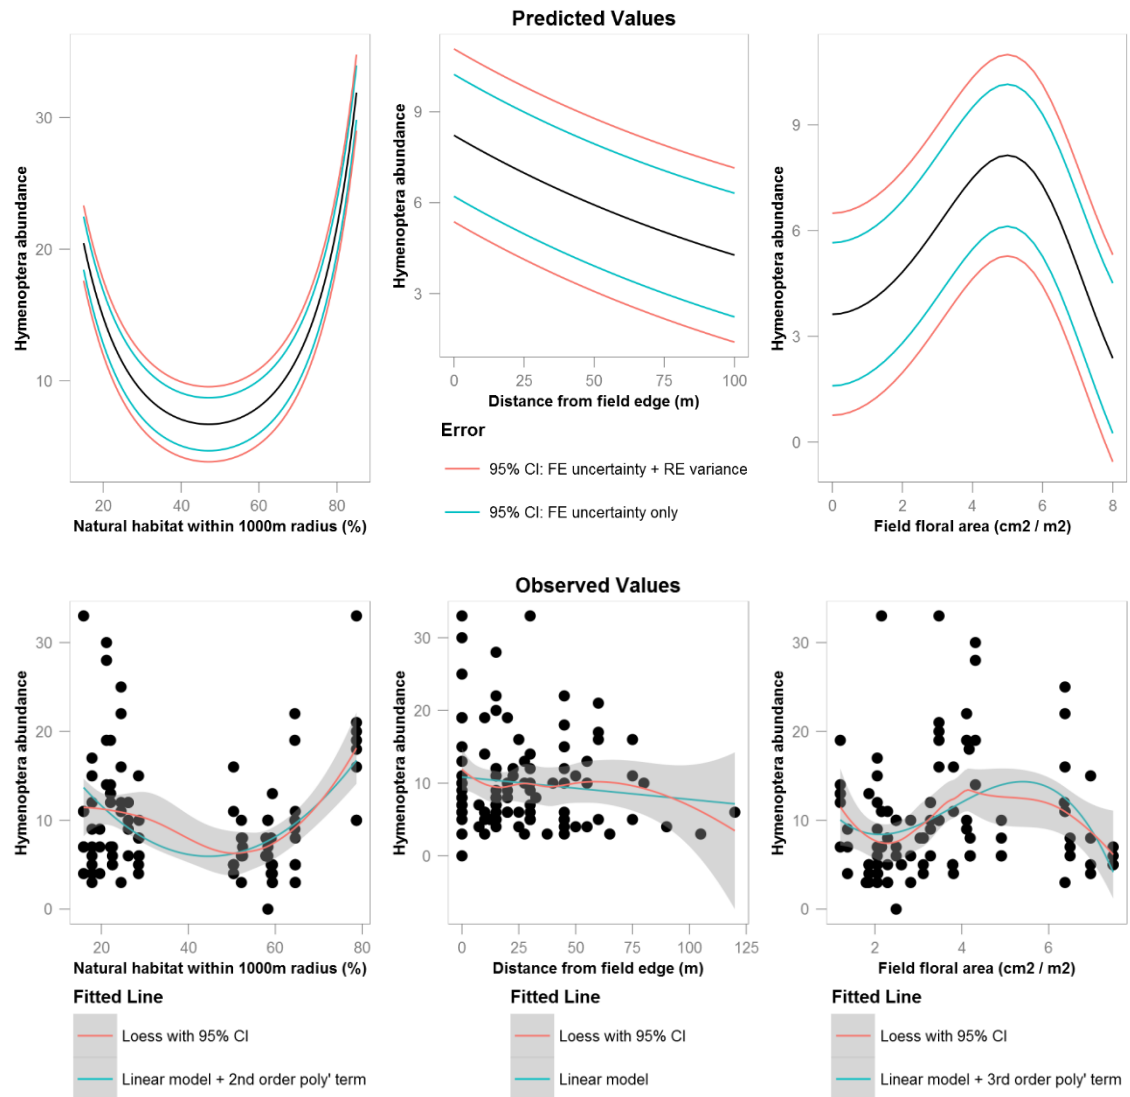 Predicted Values
Hymenoptera abundance
30
20
10
20 40 60 80
Natural habitat within 1000m radius (%)
Hymenoptera abundance
9
6
3
0 25 50 75 100
Distance from field edge (m)
Error
95% CI: FE uncertainty + RE variance
95% CI: FE uncertainty only
Hymenoptera abundance
9
6
3
0
0 2 4 6 8
Field floral area (cm2 / m2)
Observed Values
Hymenoptera abundance
30
20
10
0
20 40 60 80
Natural habitat within 1000m radius (%)
Fitted Line
Loess with 95% CI
Linear model + 2nd order poly' term
Hymenoptera abundance
30
20
10
0
0 25 50 75 100 125
Distance from field edge (m)
Fitted Line
Loess with 95% CI
Linear model
Hymenoptera abundance
30
20
10
0
2 4 6
Field floral area (cm2 / m2)
Fitted Line
Loess with 95% CI
Linear model + 3rd order poly' term